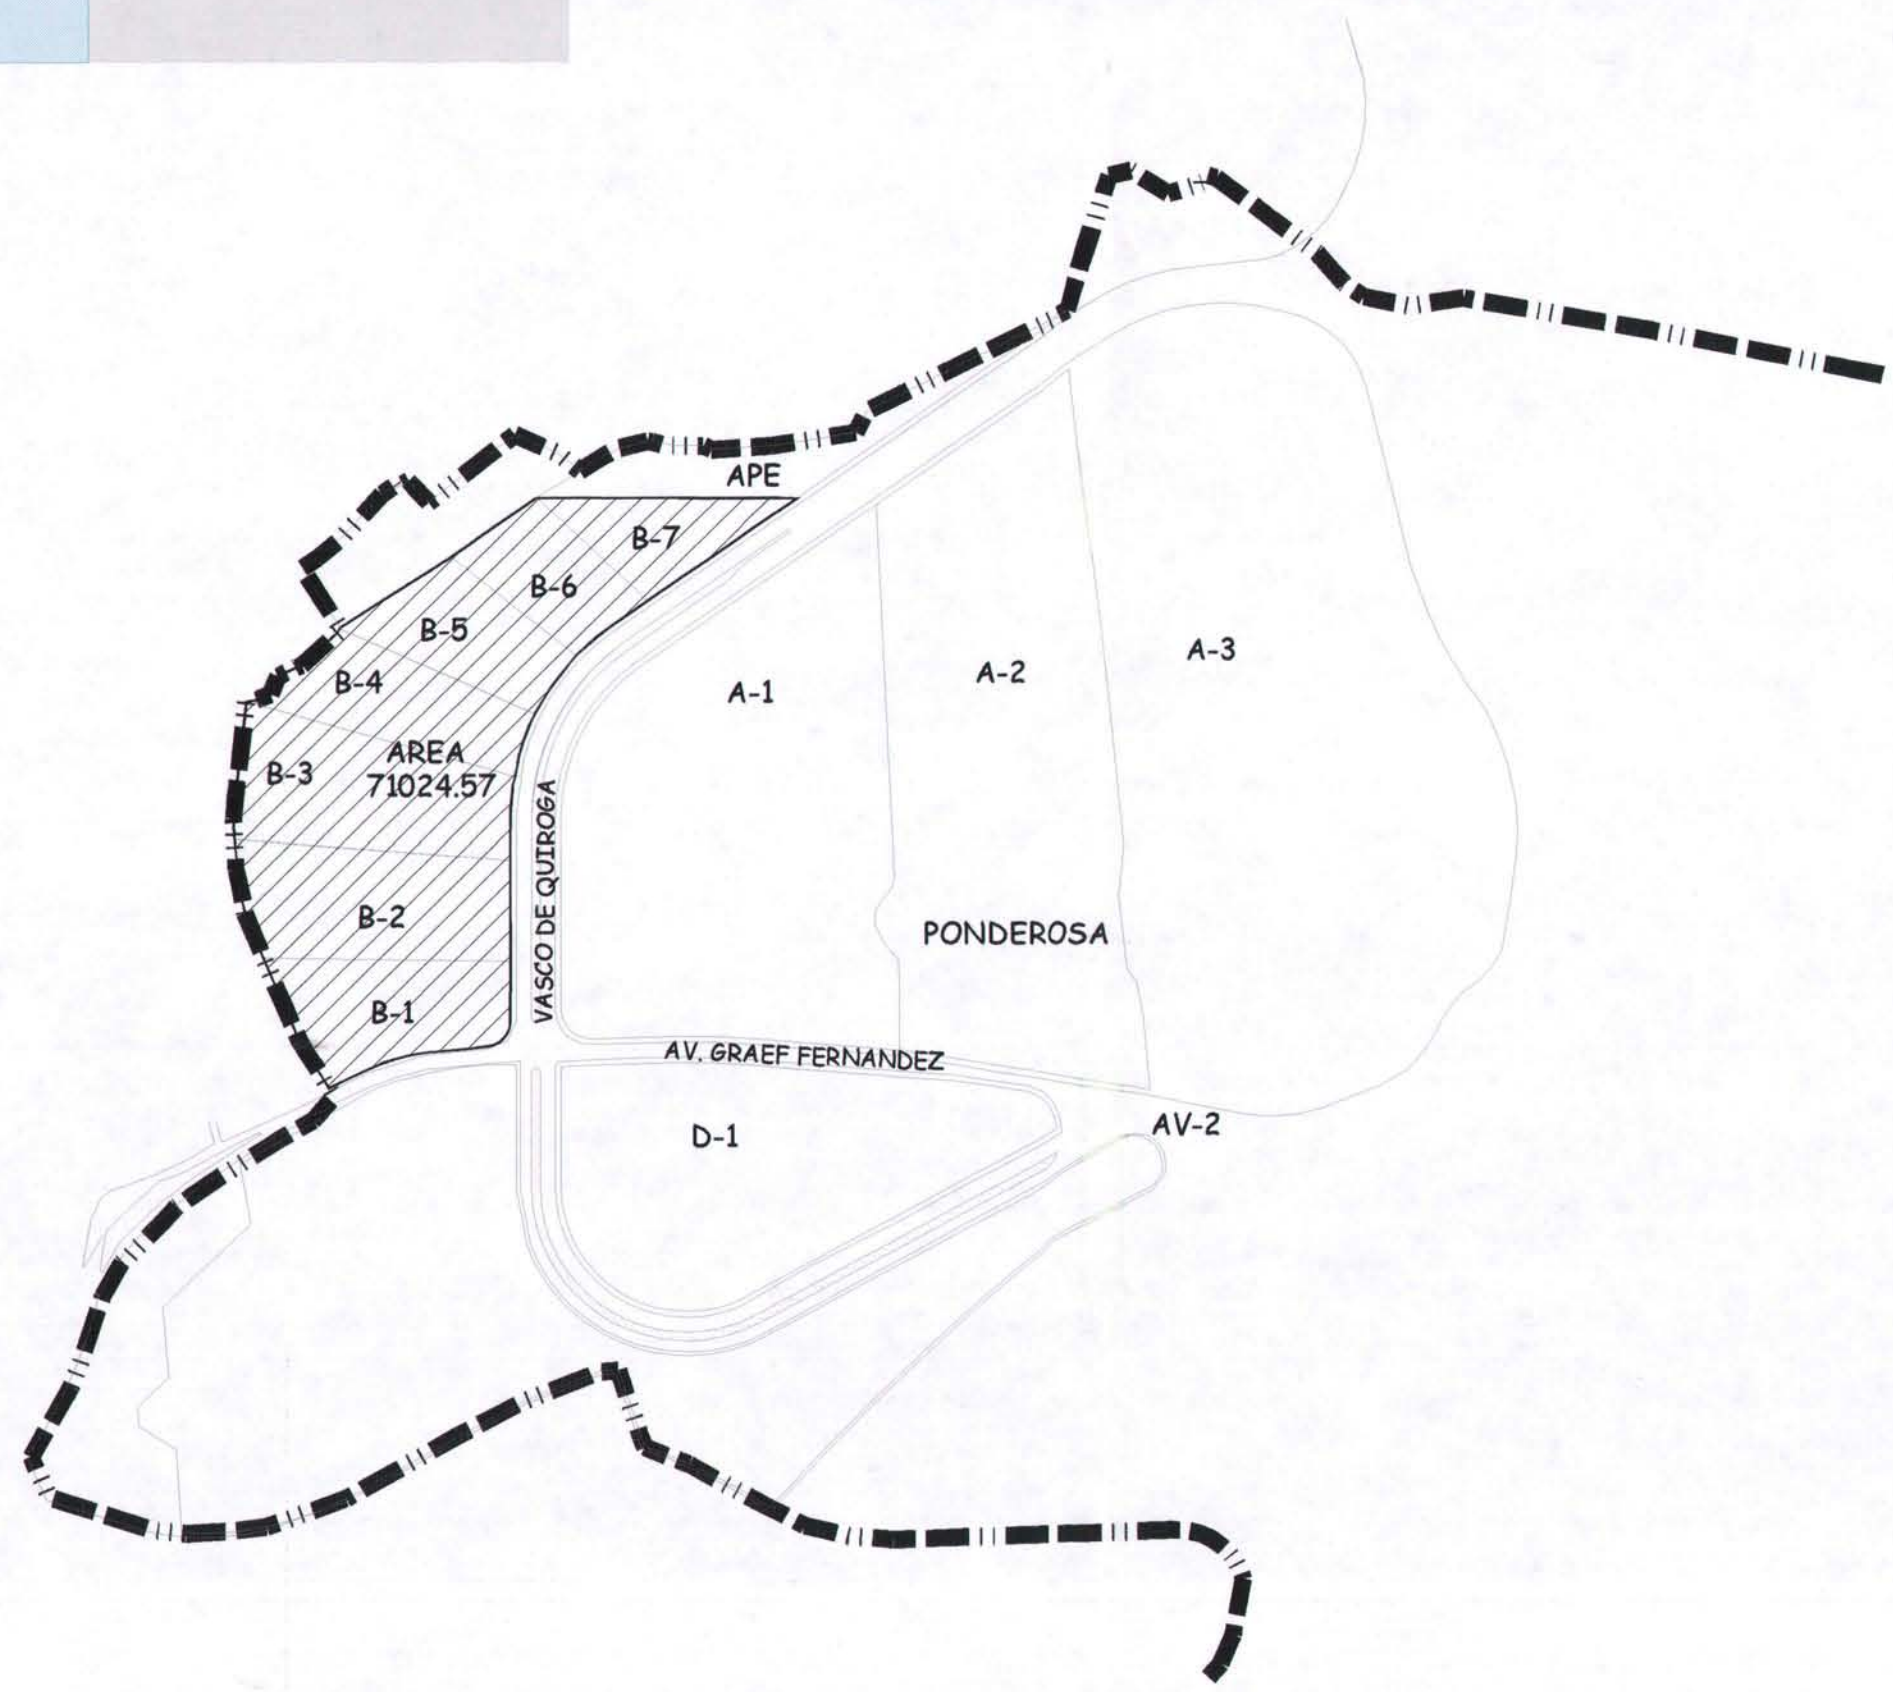 APE
B-7
B-6
B-5
B-4
A-3
A-2
A-1
AREA
71024.57
B-3
VASCO DE QUIROGA
B-2
PONDEROSA
B-1
AV. GRAEF FERNANDEZ
AV-2
D-1